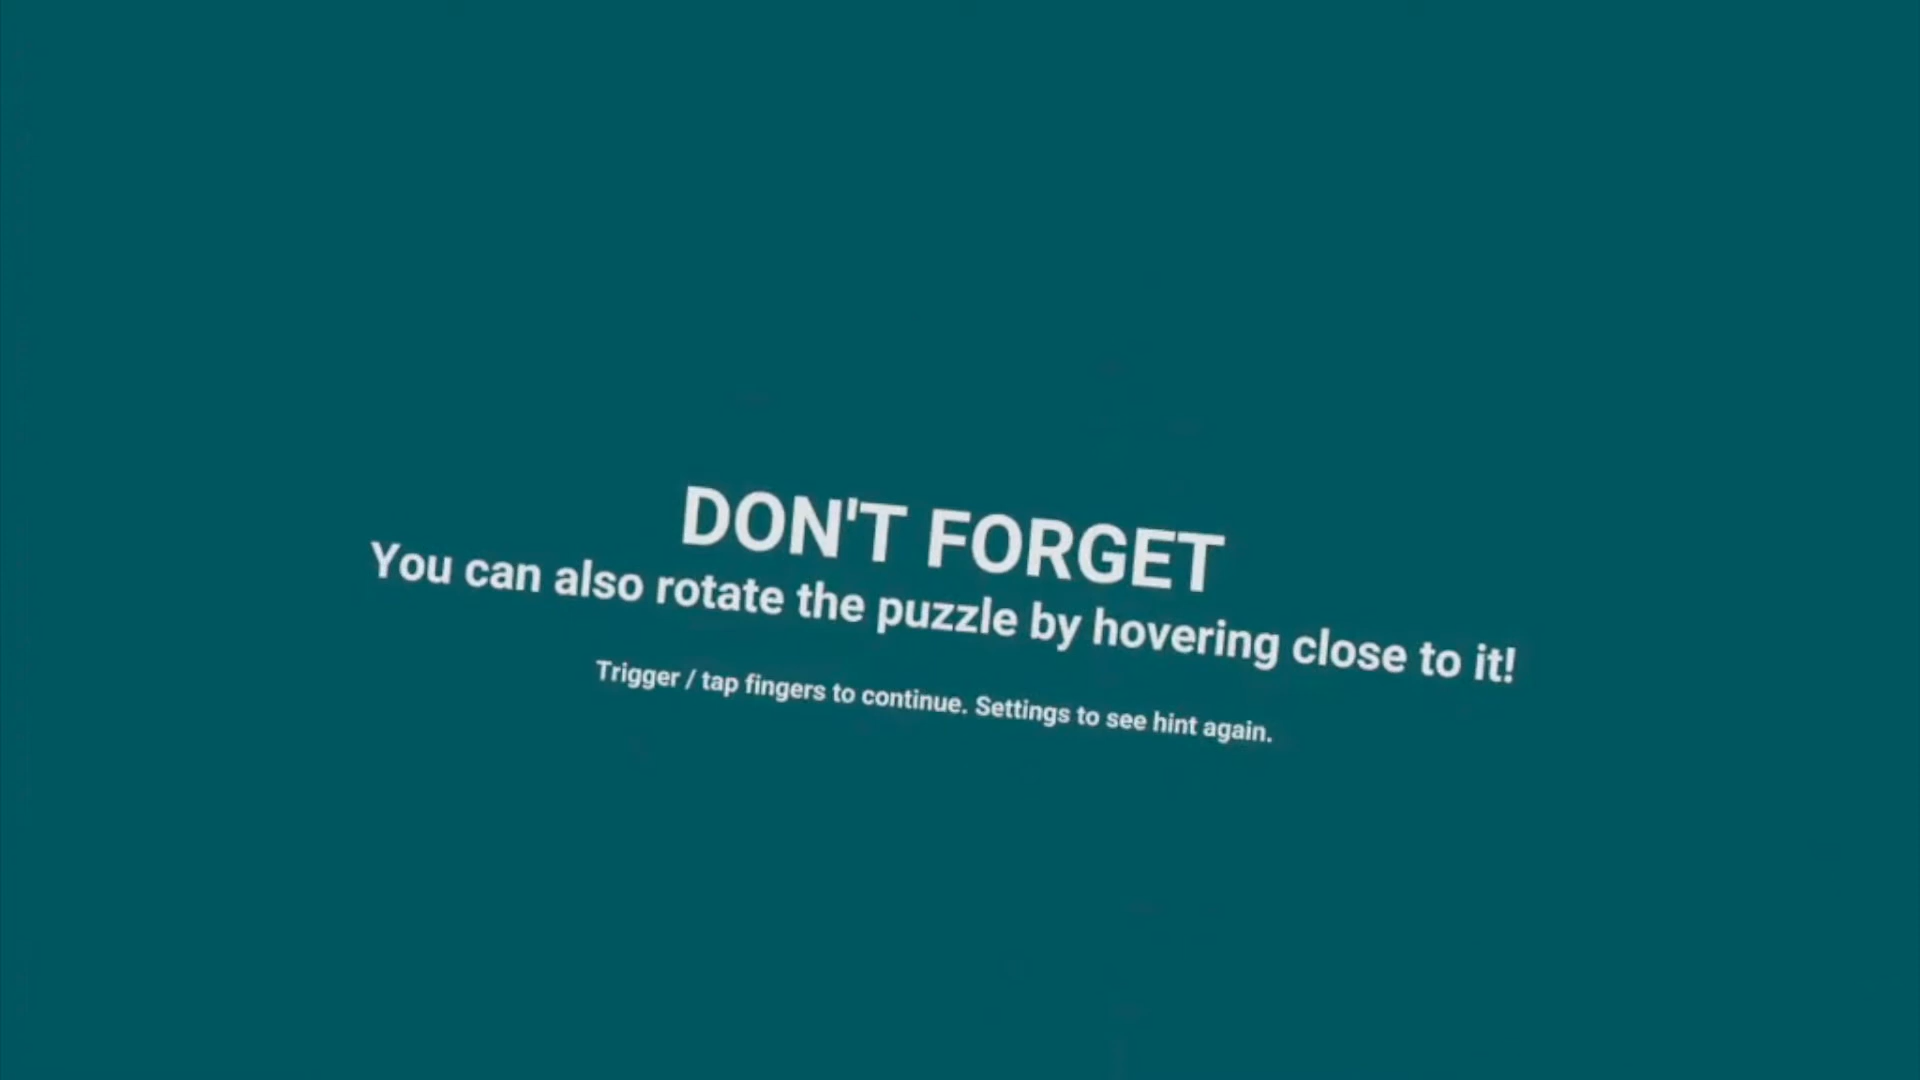 DON'T FORGET
You can also rotate the puzzle by hovering close to it!
Trigger / tap fingers to continue. Settings to see hint again.